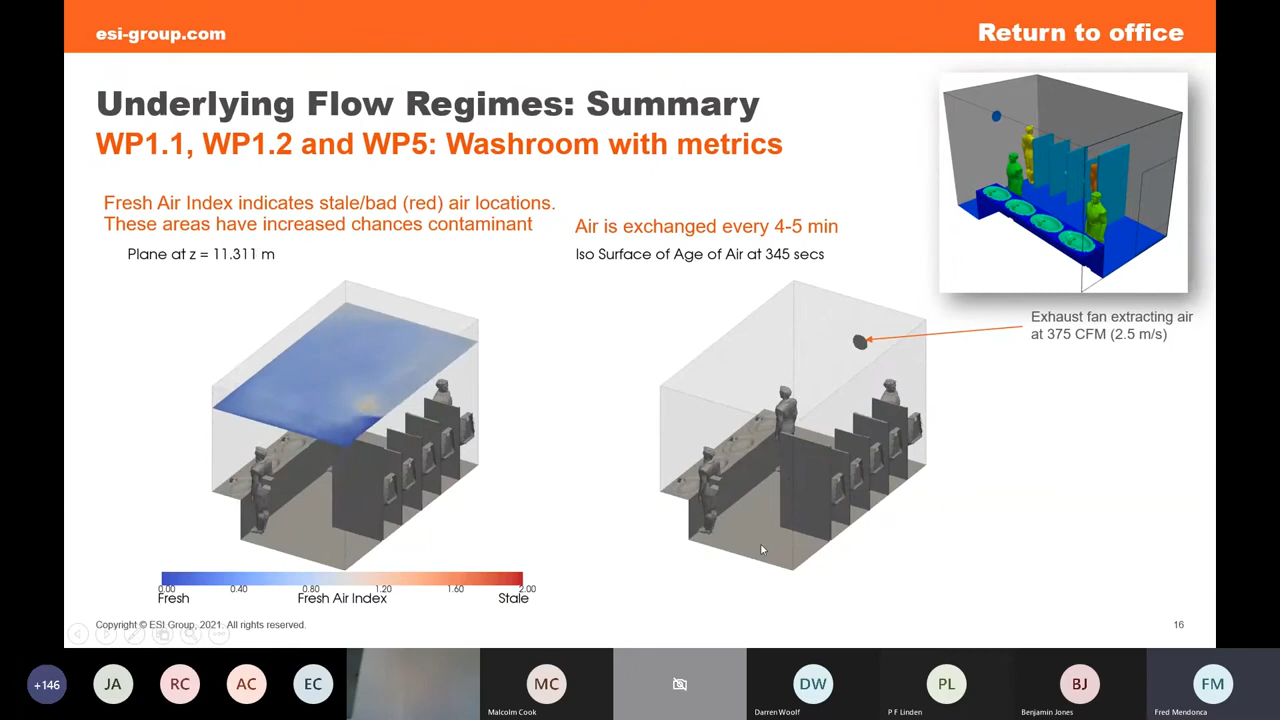 esi-group.com
Return to office
Underlying Flow Regimes: Summary
WP1.1, WP1.2 and WP5: Washroom with metrics
Fresh Air Index indicates stale/bad (red) air locations.
These areas have increased chances contaminant
Air is exchanged every 4-5 min
Plane at z = 11.311 m
Iso Surface of Age of Air at 345 secs
Exhaust fan extracting air
at 375 CFM (2.5 m/s)
0.00 0.40 0.80 1.20 1.60 2.00
Fresh Fresh Air Index Stale
Copyright © ESI Group, 2021. All rights reserved.
16
+146 JA RC AC EC MC DW PL BJ FM
Malcolm Cook Darren Woolf P F Linden Benjamin Jones Fred Mendonca